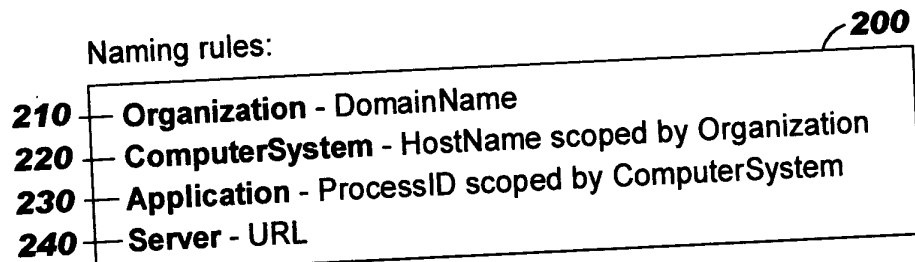 Naming rules:
200
210 Organization - DomainName
220 ComputerSystem - HostName scoped by Organization
230 Application - ProcessID scoped by ComputerSystem
240 Server - URL